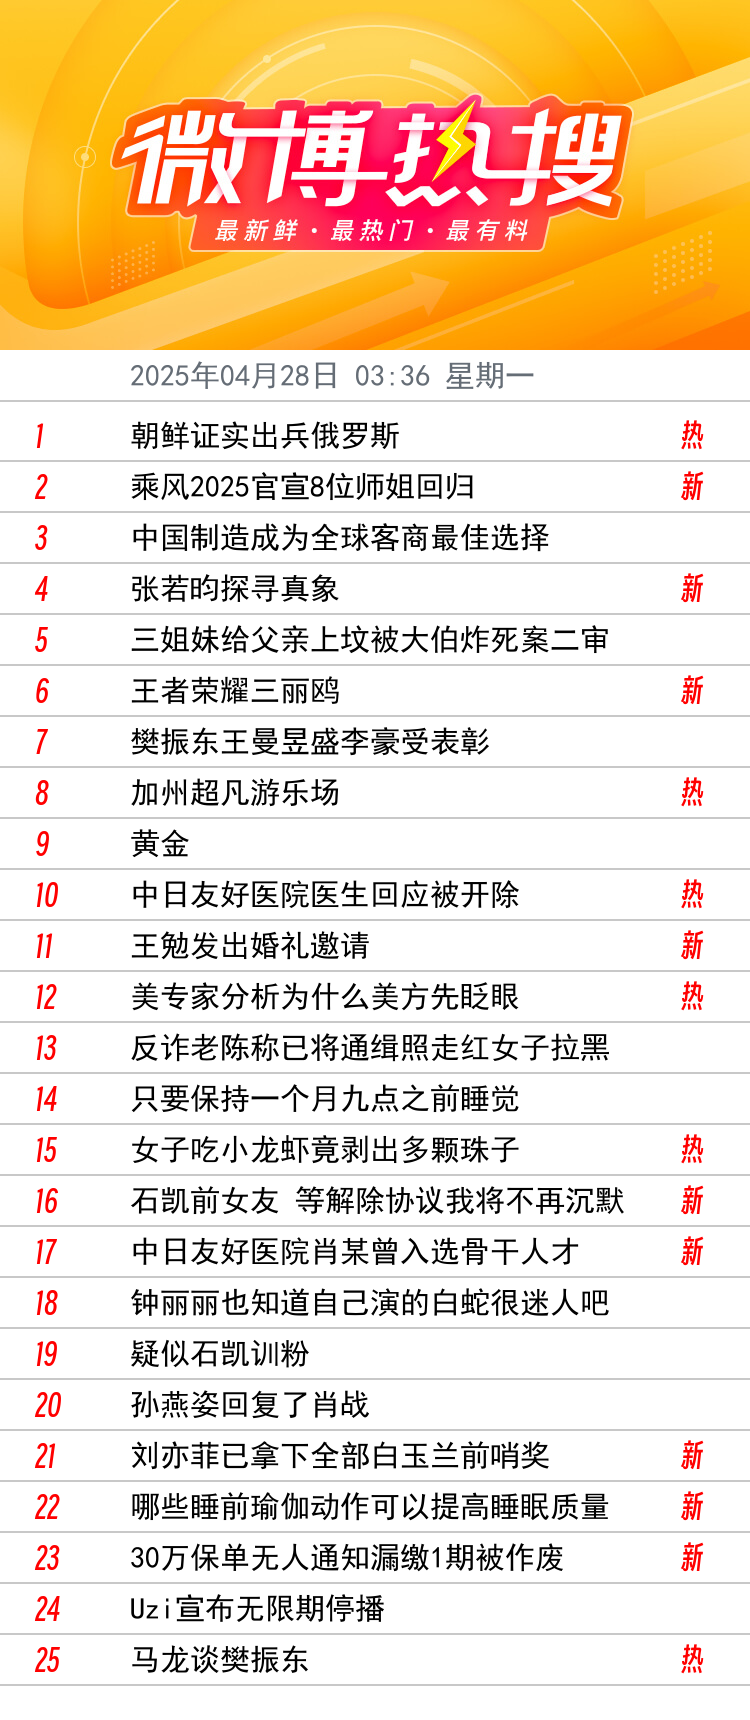 微博热搜
最新鲜·最热门·最有料
2025年04月28日 03:36 星期一
1 朝鲜证实出兵俄罗斯 热
2 乘风2025官宣8位师姐回归 新
3 中国制造成为全球客商最佳选择
4 张若昀探寻真象 新
5 三姐妹给父亲上坟被大伯炸死案二审
6 王者荣耀三丽鸥 新
7 樊振东王曼昱盛李豪受表彰
8 加州超凡游乐场 热
9 黄金
10 中日友好医院医生回应被开除 热
11 王勉发出婚礼邀请 新
12 美专家分析为什么美方先眨眼 热
13 反诈老陈称已将通缉照走红女子拉黑
14 只要保持一个月九点之前睡觉
15 女子吃小龙虾竟剥出多颗珠子 热
16 石凯前女友 等解除协议我将不再沉默 新
17 中日友好医院肖某曾入选骨干人才 新
18 钟丽丽也知道自己演的白蛇很迷人吧
19 疑似石凯训粉
20 孙燕姿回复了肖战
21 刘亦菲已拿下全部白玉兰前哨奖 新
22 哪些睡前瑜伽动作可以提高睡眠质量 新
23 30万保单无人通知漏缴1期被作废 新
24 Uzi宣布无限期停播
25 马龙谈樊振东 热